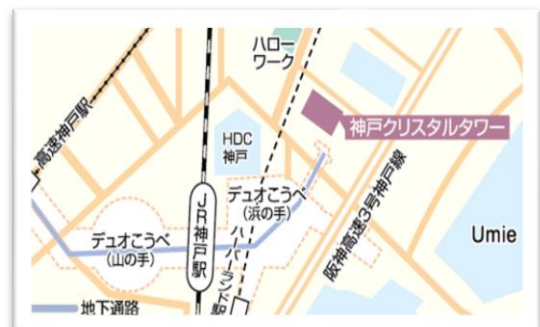 ハロー
ワーク
高速神戸駅
神戸クリスタルタワー
HDC
神戸
デュオこうべ
(浜の手)
JR神戸駅
阪神高速3号神戸線
Umie
デュオこうべ
(山の手)
ハーバーランド駅
地下通路